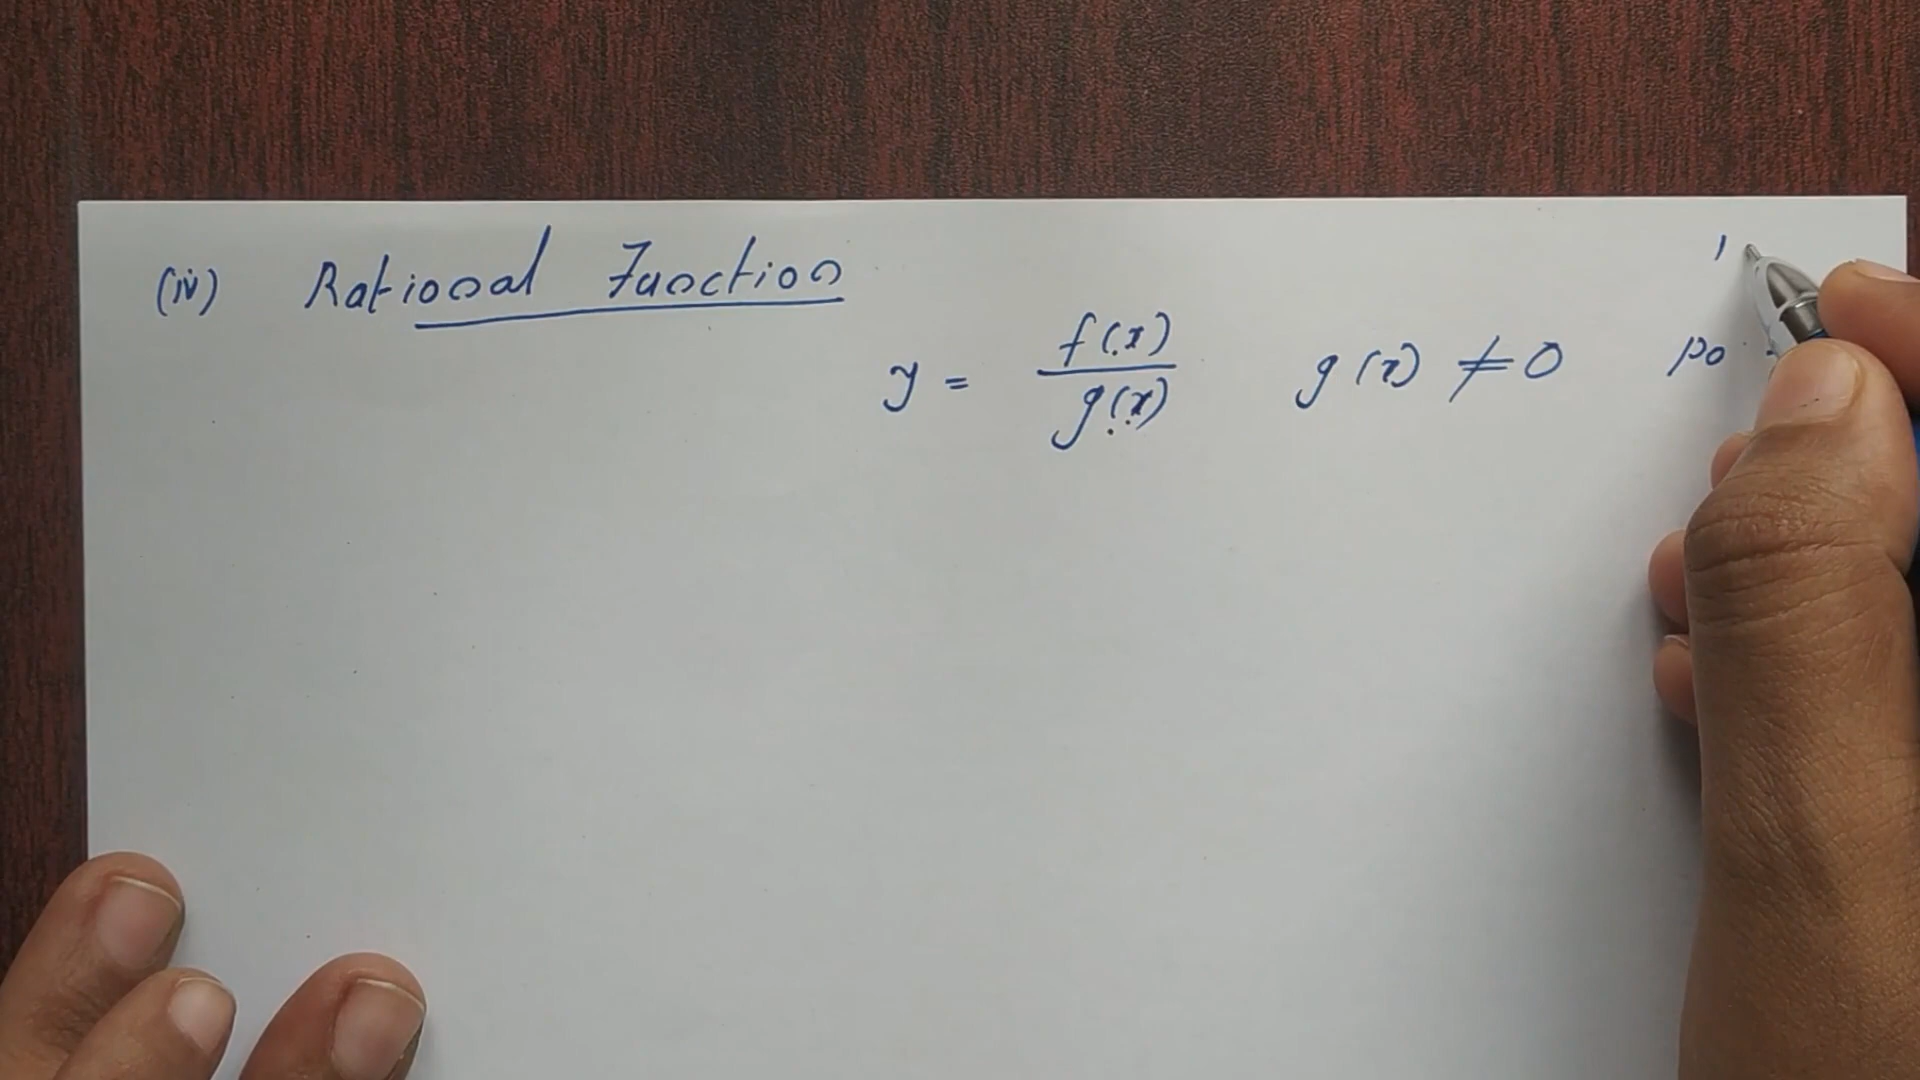 (iv) Rational Function
y = f(x) / g(x) g(x) ≠ 0 po